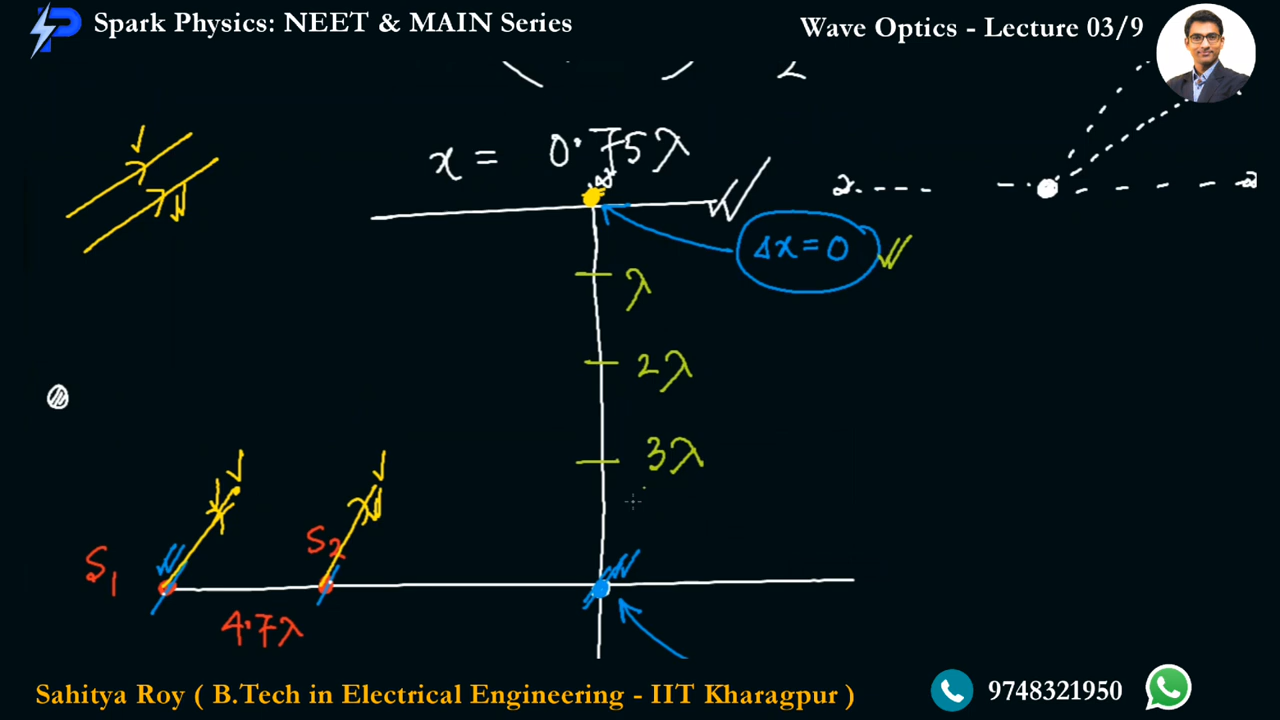 Spark Physics: NEET & MAIN Series
Wave Optics - Lecture 03/9
x = 0.75λ
Δx=0
λ
2λ
3λ
S1
S2
4.7λ
Sahitya Roy ( B.Tech in Electrical Engineering - IIT Kharagpur )
9748321950